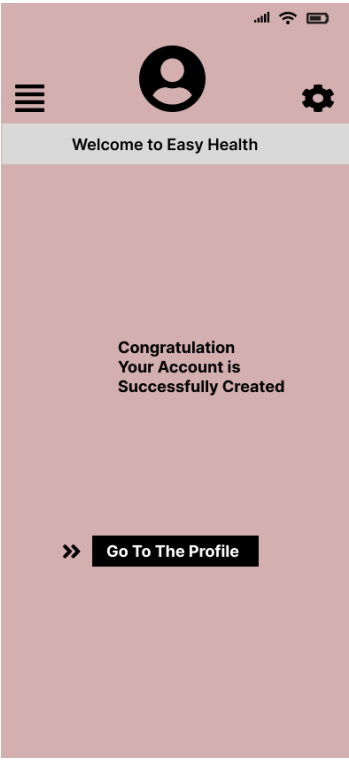 Welcome to Easy Health
Congratulation
Your Account is
Successfully Created
Go To The Profile